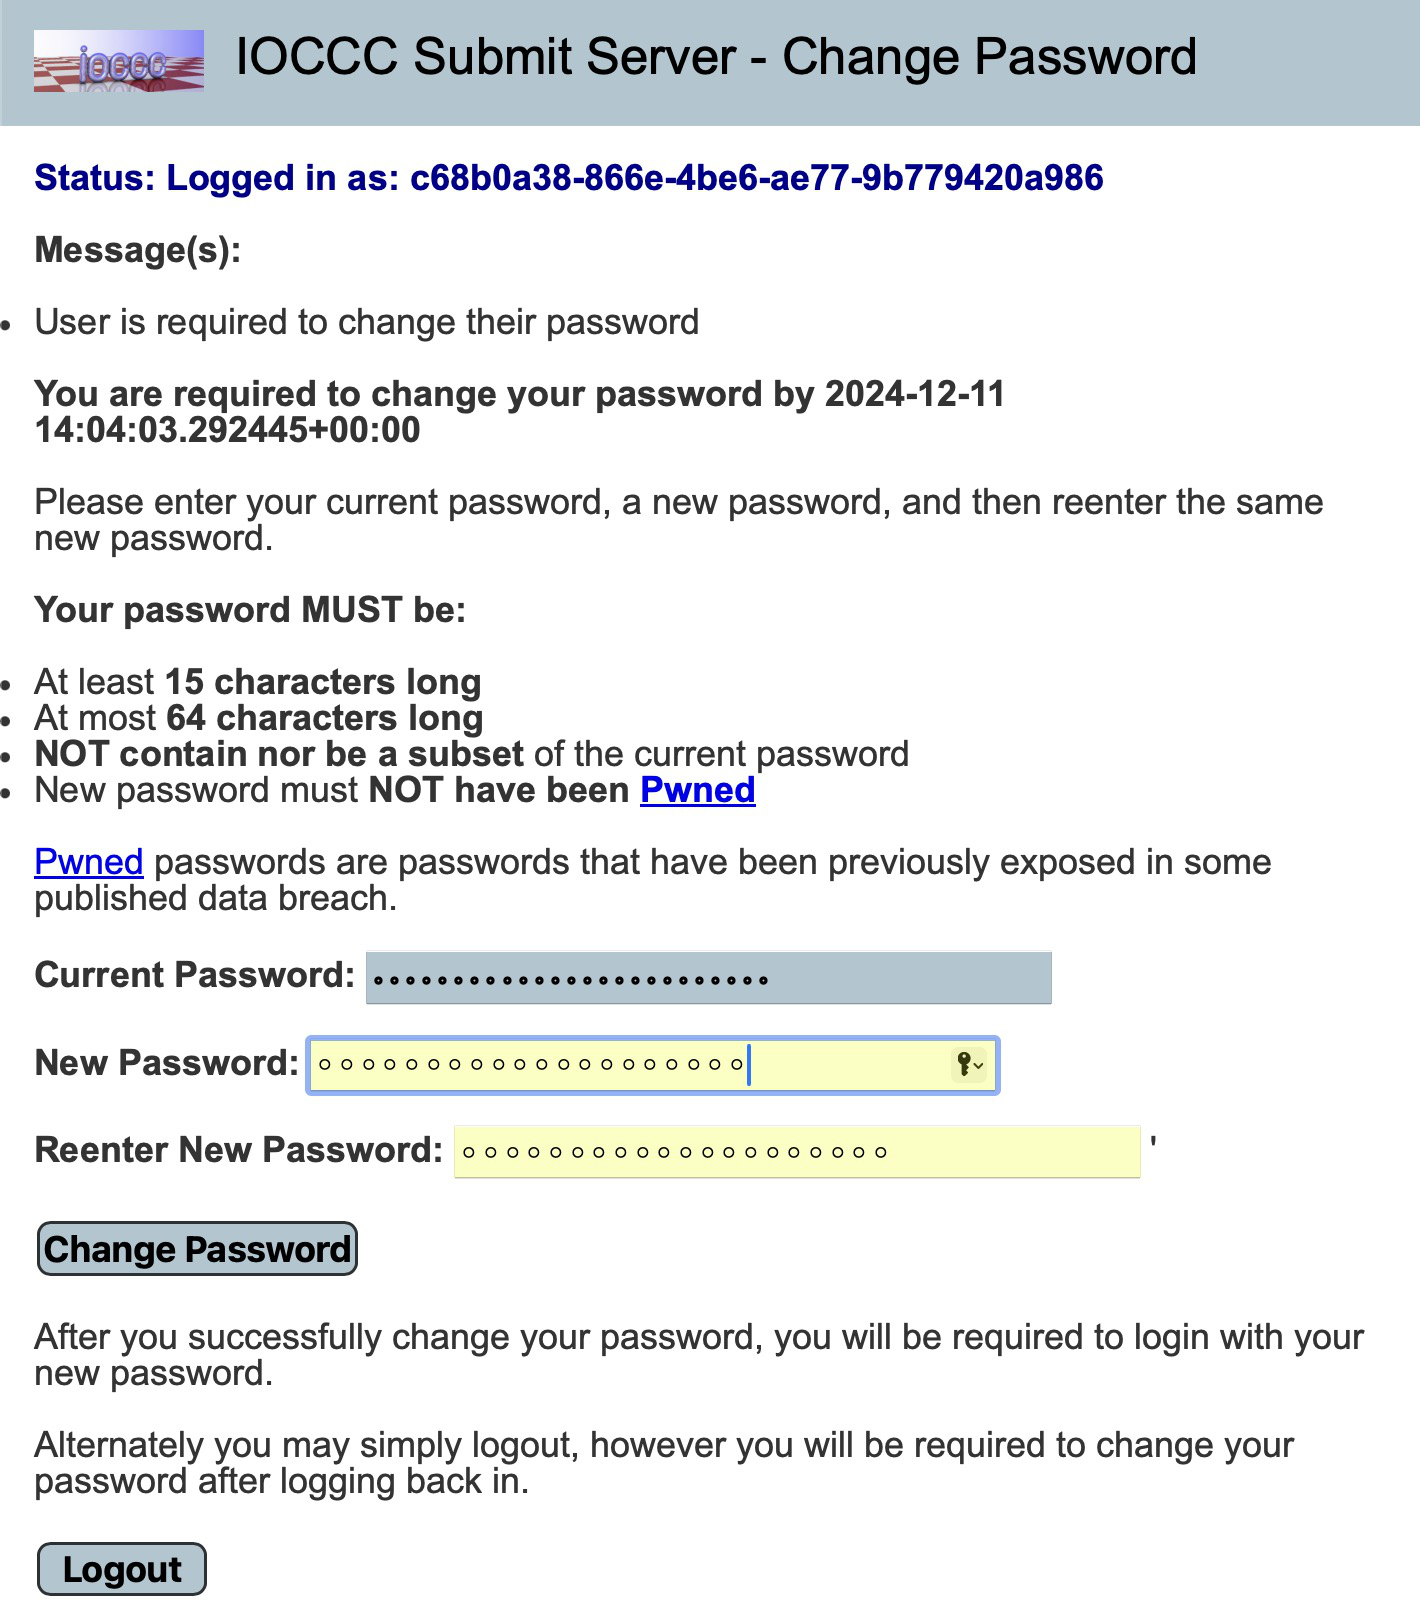 ioccc
IOCCC Submit Server - Change Password
Status: Logged in as: c68b0a38-866e-4be6-ae77-9b779420a986
Message(s):
• User is required to change their password
You are required to change your password by 2024-12-11
14:04:03.292445+00:00
Please enter your current password, a new password, and then reenter the same
new password.
Your password MUST be:
• At least 15 characters long
• At most 64 characters long
• NOT contain nor be a subset of the current password
• New password must NOT have been Pwned
Pwned passwords are passwords that have been previously exposed in some
published data breach.
Current Password:
New Password:
Reenter New Password: '
Change Password
After you successfully change your password, you will be required to login with your
new password.
Alternately you may simply logout, however you will be required to change your
password after logging back in.
Logout